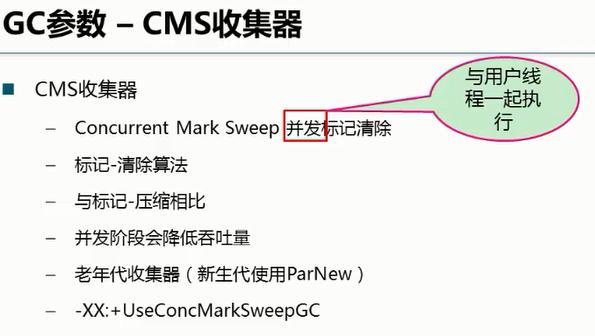 GC参数 – CMS收集器
CMS收集器
– Concurrent Mark Sweep 并发标记清除
与用户线
程一起执
行
– 标记-清除算法
– 与标记-压缩相比
– 并发阶段会降低吞吐量
– 老年代收集器（新生代使用ParNew）
– -XX:+UseConcMarkSweepGC